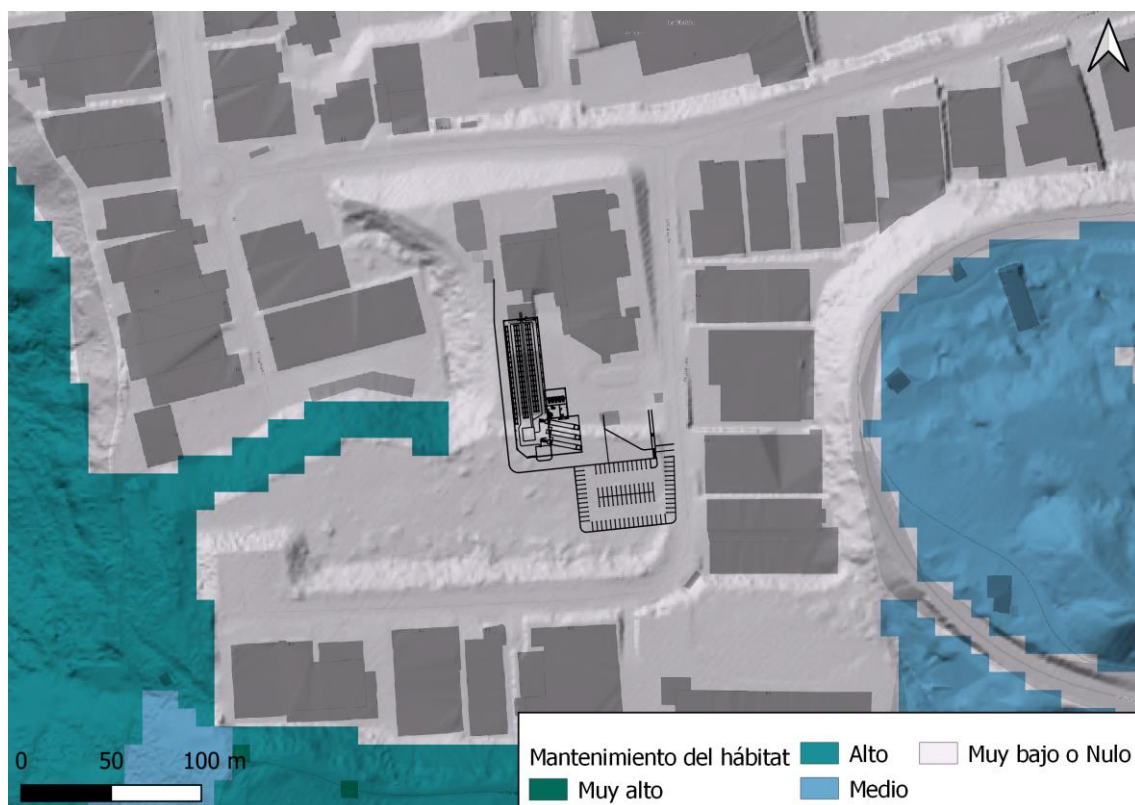 0 50 100 m
Mantenimiento del hábitat
Muy alto
Alto
Medio
Muy bajo o Nulo